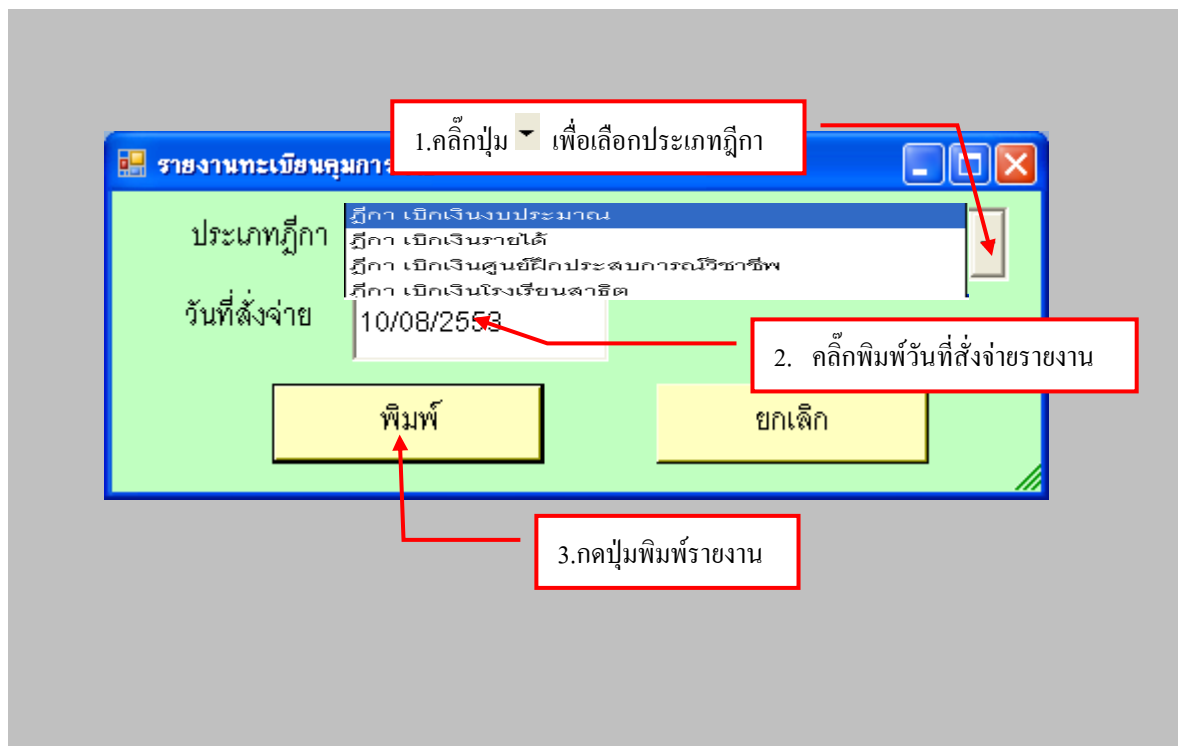 1.คลิ๊กปุ่ม เพื่อเลือกประเภทฎีกา
รายงานทะเบียนคุมการ
ประเภทฎีกา
ฎีกา เบิกเงินงบประมาณ
ฎีกา เบิกเงินรายได้
ฎีกา เบิกเงินศูนย์ฝึกประสบการณ์วิชาชีพ
ฎีกา เบิกเงินโรงเรียนสาธิต
วันที่สั่งจ่าย
10/08/2553
2. คลิ๊กพิมพ์วันที่สั่งจ่ายรายงาน
พิมพ์
ยกเลิก
3.กดปุ่มพิมพ์รายงาน